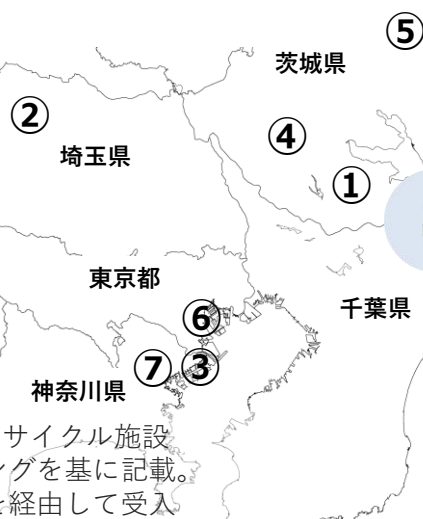 ⑤
茨城県
②
④
埼玉県
①
東京都
千葉県
⑥
⑦ ③
神奈川県
サイクル施設
ングを基に記載。
経由して受入